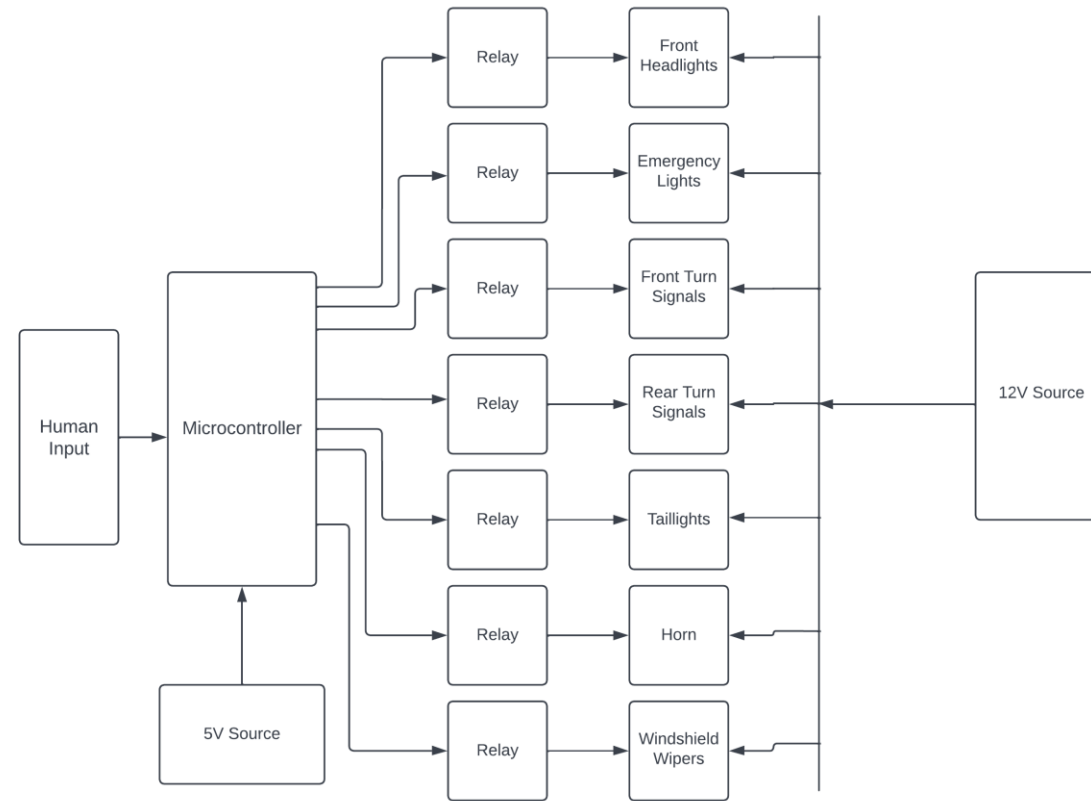 Relay
Front
Headlights
Relay
Emergency
Lights
Relay
Front Turn
Signals
Human
Input
Microcontroller
Relay
Rear Turn
Signals
12V Source
Relay
Taillights
Relay
Horn
5V Source
Relay
Windshield
Wipers